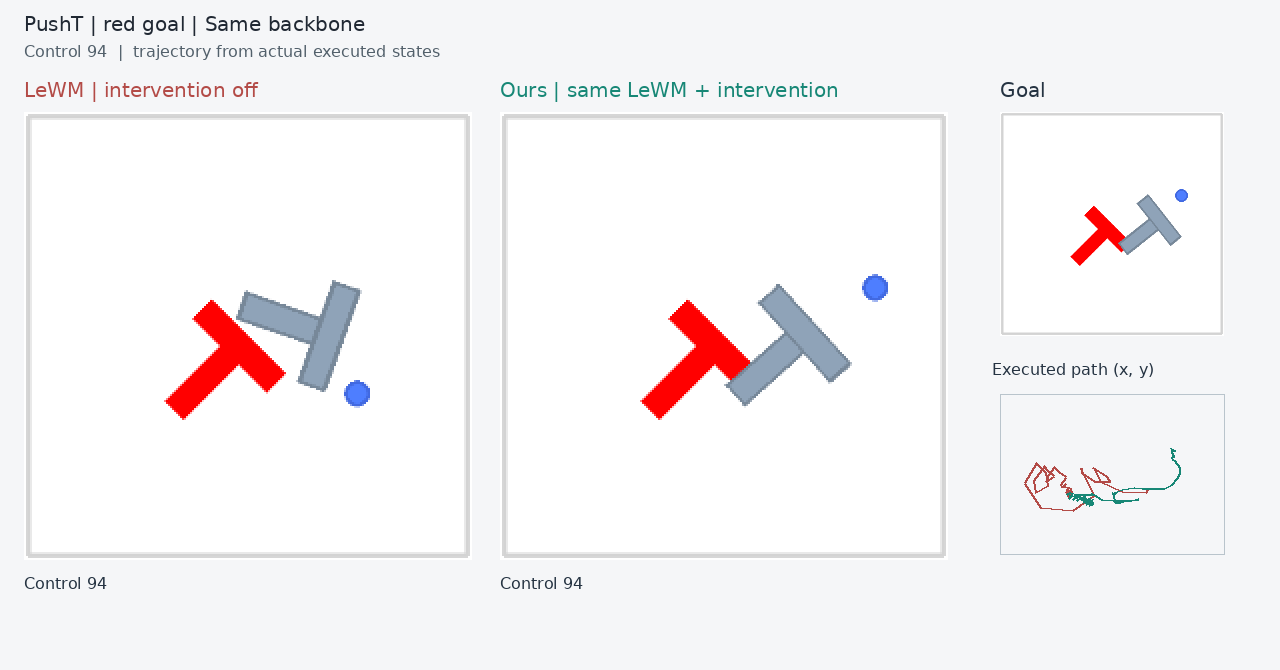 PushT | red goal | Same backbone
Control 94 | trajectory from actual executed states
LeWM | intervention off
Ours | same LeWM + intervention
Goal
Executed path (x, y)
Control 94
Control 94